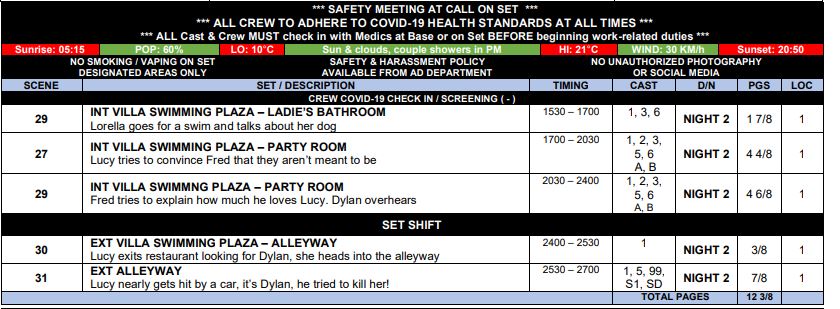 *** SAFETY MEETING AT CALL ON SET ***
*** ALL CREW TO ADHERE TO COVID-19 HEALTH STANDARDS AT ALL TIMES ***
*** ALL Cast & Crew MUST check in with Medics at Base or on Set BEFORE beginning work-related duties ***
Sunrise: 05:15 POP: 60% LO: 10°C Sun & clouds, couple showers in PM HI: 21°C WIND: 30 KM/h Sunset: 20:50
NO SMOKING / VAPING ON SET SAFETY & HARASSMENT POLICY NO UNAUTHORIZED PHOTOGRAPHY
DESIGNATED AREAS ONLY AVAILABLE FROM AD DEPARTMENT OR SOCIAL MEDIA
SCENE SET / DESCRIPTION TIMING CAST D/N PGS LOC
CREW COVID-19 CHECK IN / SCREENING ( - )
29 INT VILLA SWIMMING PLAZA – LADIE'S BATHROOM 1530 – 1700 1, 3, 6 NIGHT 2 1 7/8 1
Lorella goes for a swim and talks about her dog
27 INT VILLA SWIMMING PLAZA – PARTY ROOM 1700 – 2030 1, 2, 3, NIGHT 2 4 4/8 1
Lucy tries to convince Fred that they aren't meant to be 5, 6
A, B
29 INT VILLA SWIMMNG PLAZA – PARTY ROOM 2030 – 2400 1, 2, 3, NIGHT 2 4 6/8 1
Fred tries to explain how much he loves Lucy. Dylan overhears 5, 6
A, B
SET SHIFT
30 EXT VILLA SWIMMING PLAZA – ALLEYWAY 2400 – 2530 1 NIGHT 2 3/8 1
Lucy exits restaurant looking for Dylan, she heads into the alleyway
31 EXT ALLEYWAY 2530 – 2700 1, 5, 99, NIGHT 2 7/8 1
Lucy nearly gets hit by a car, it's Dylan, he tried to kill her! S1, SD
TOTAL PAGES 12 3/8